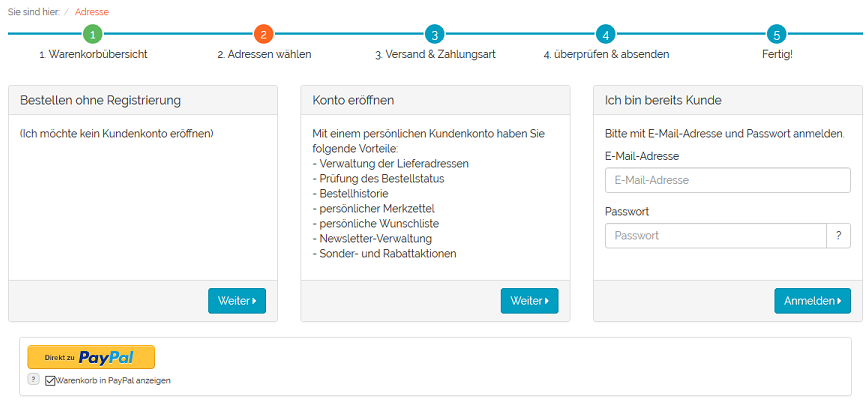 Sie sind hier: / Adresse
1 2 3 4 5
1. Warenkorbübersicht 2. Adressen wählen 3. Versand & Zahlungsart 4. überprüfen & absenden Fertig!
Bestellen ohne Registrierung
(Ich möchte kein Kundenkonto eröffnen)
Weiter
Konto eröffnen
Mit einem persönlichen Kundenkonto haben Sie
folgende Vorteile:
- Verwaltung der Lieferadressen
- Prüfung des Bestellstatus
- Bestellhistorie
- persönlicher Merkzettel
- persönliche Wunschliste
- Newsletter-Verwaltung
- Sonder- und Rabattaktionen
Weiter
Ich bin bereits Kunde
Bitte mit E-Mail-Adresse und Passwort anmelden.
E-Mail-Adresse
E-Mail-Adresse
Passwort
Passwort ?
Anmelden
Direkt zu PayPal
? Warenkorb in PayPal anzeigen